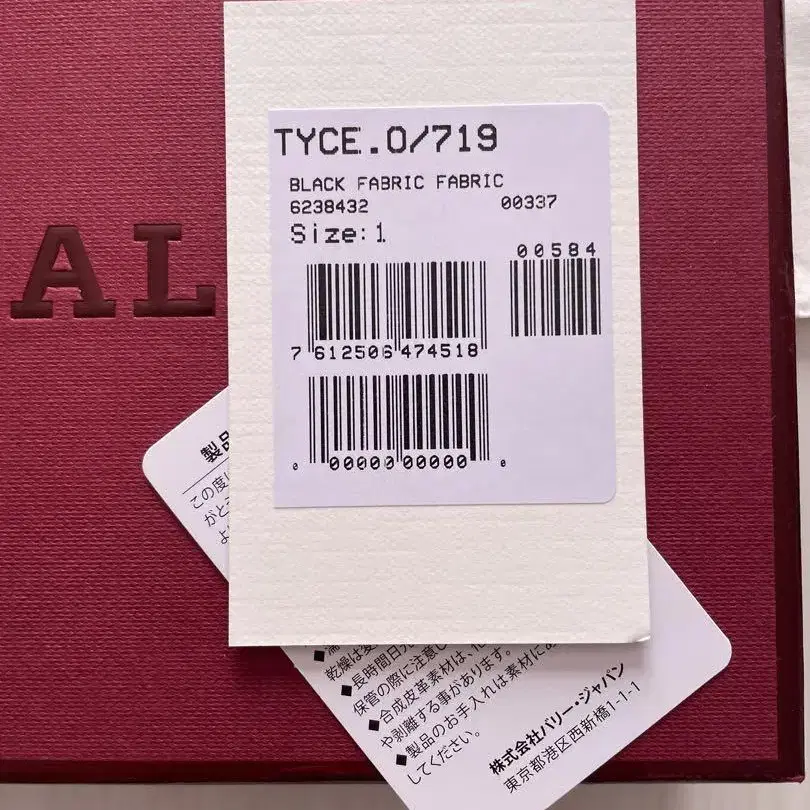 TYCE.O/719
BLACK FABRIC FABRIC
6238432 00337
Size:1
00584
7 612506 474518
0 00000 00000 0
AL
製品
この度
がと
よ
乾燥は変
■長時間日光
保管の際に注意し
■合成皮革素材は、
や剥離する事があります。
■製品のお手入れは素材に
してください。
株式会社バリー・ジャパン
東京都港区西新橋1-1-1